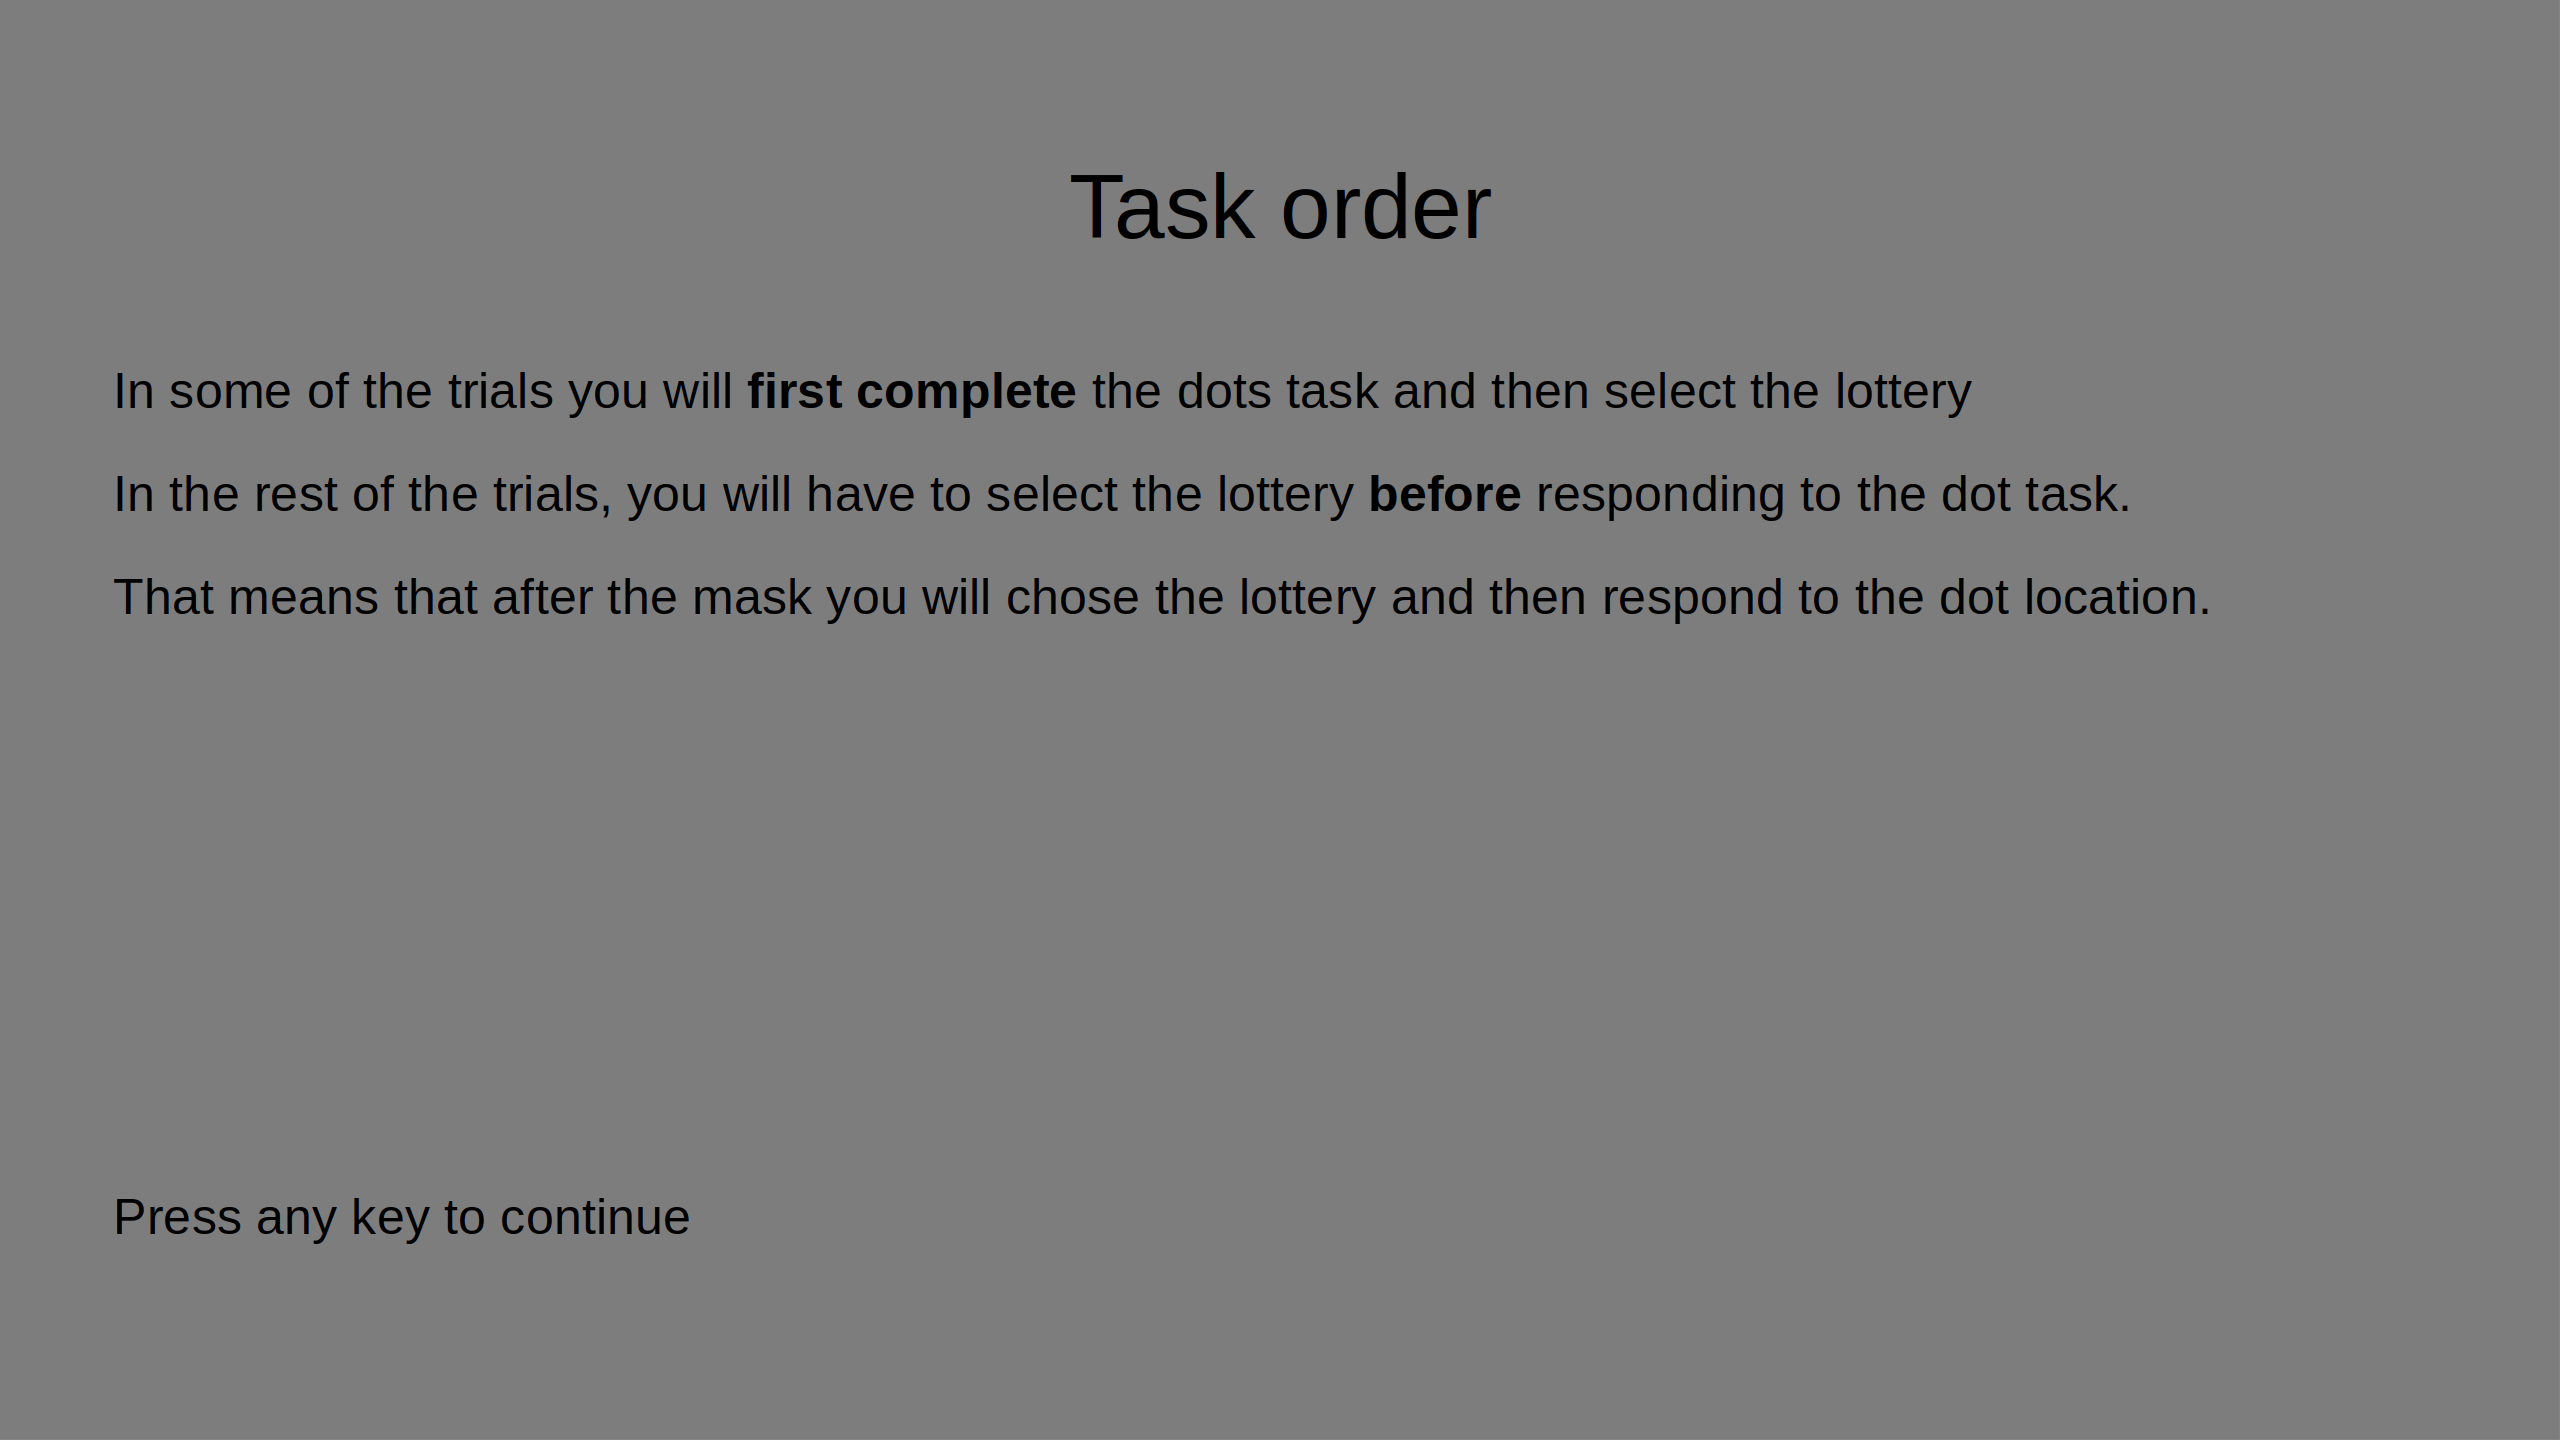 Task order
In some of the trials you will first complete the dots task and then select the lottery
In the rest of the trials, you will have to select the lottery before responding to the dot task.
That means that after the mask you will chose the lottery and then respond to the dot location.
Press any key to continue